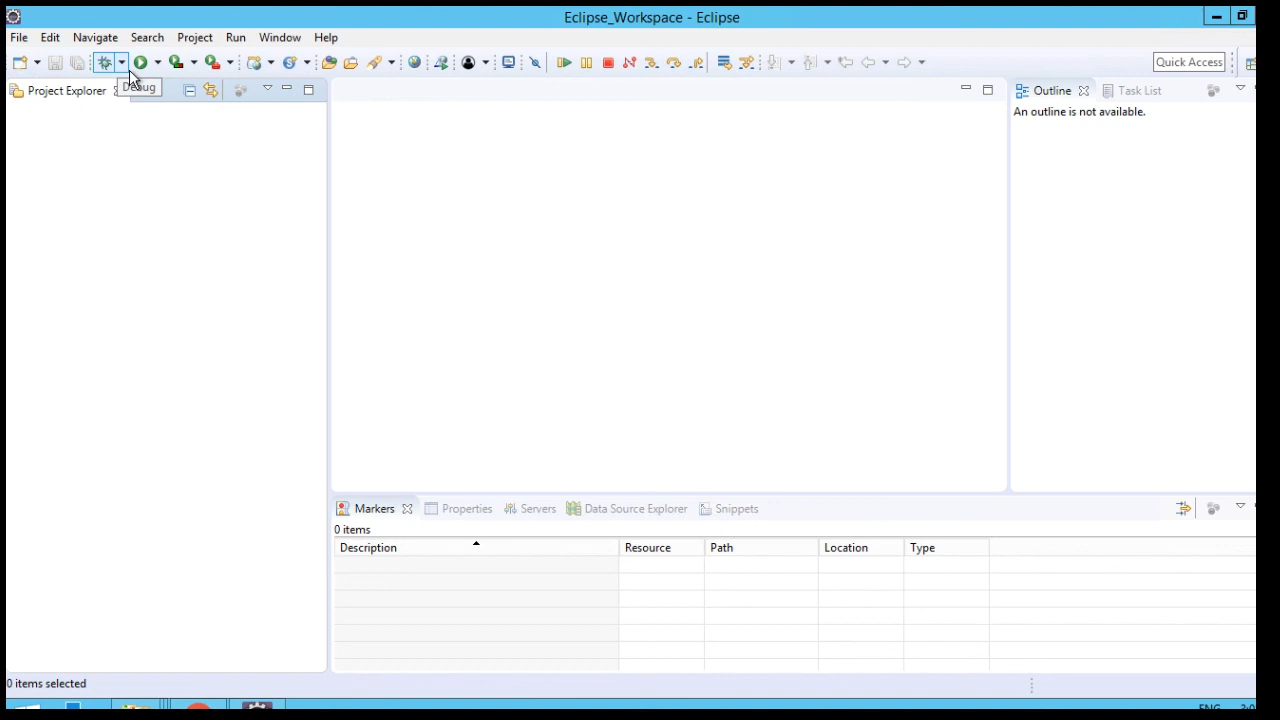 Eclipse_Workspace - Eclipse
File Edit Navigate Search Project Run Window Help
Quick Access
Project Explorer
Debug
Outline Task List
An outline is not available.
Markers Properties Servers Data Source Explorer Snippets
0 items
Description Resource Path Location Type
0 items selected
ENG